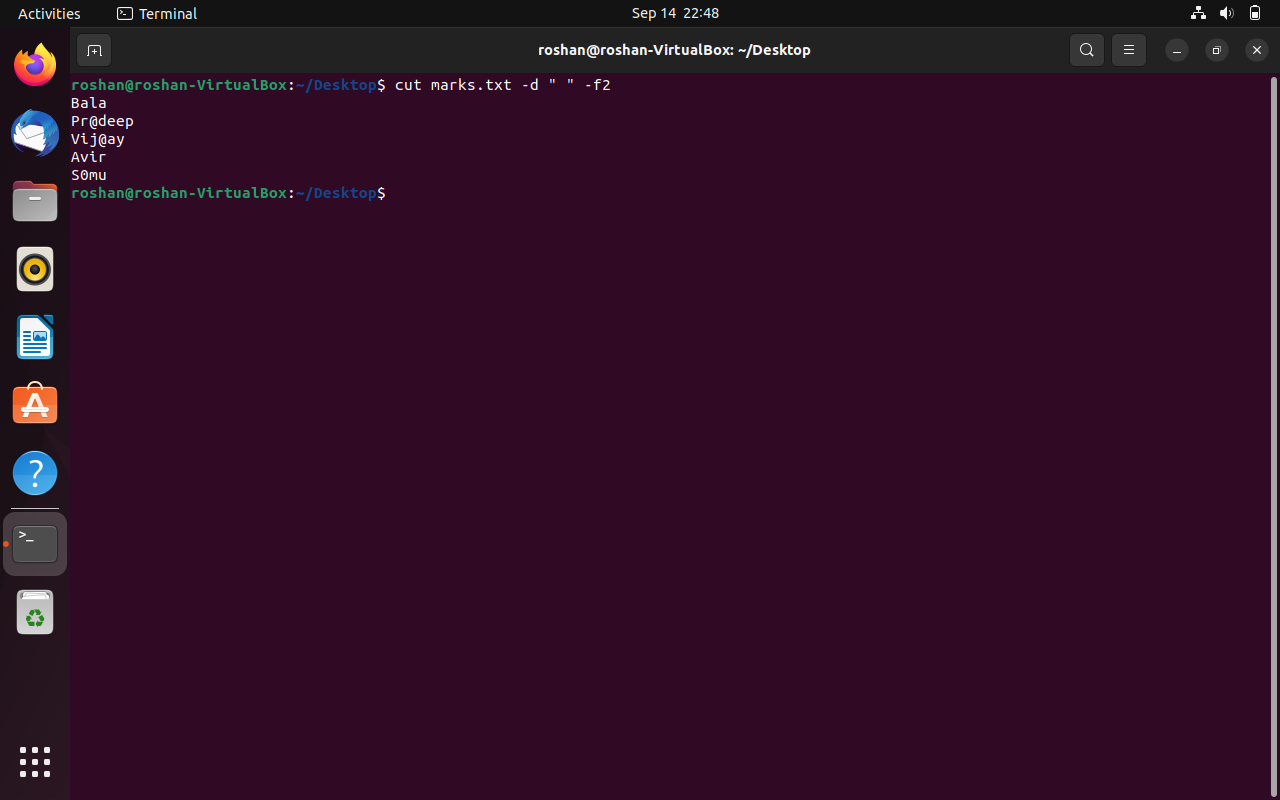 Activities Terminal Sep 14 22:48
roshan@roshan-VirtualBox: ~/Desktop
roshan@roshan-VirtualBox:~/Desktop$ cut marks.txt -d " " -f2
Bala
Pr@deep
Vij@ay
Avir
S0mu
roshan@roshan-VirtualBox:~/Desktop$